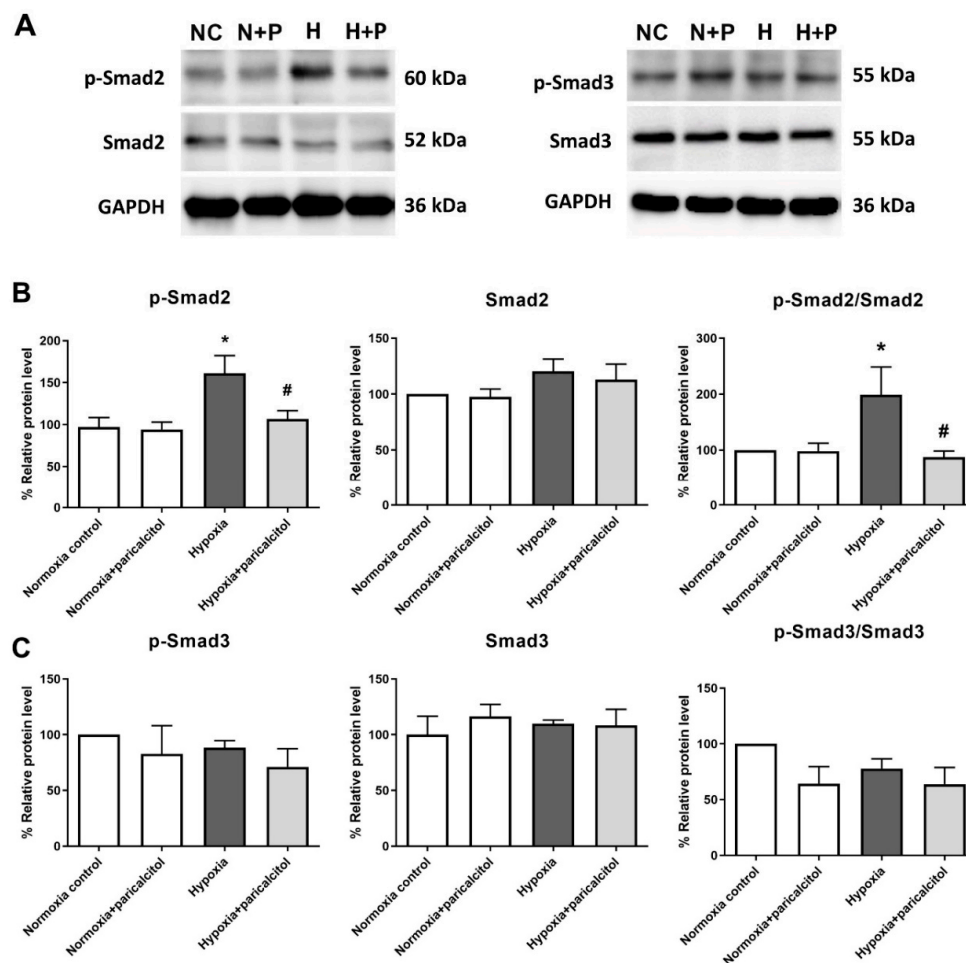 A
NC N+P H H+P
p-Smad2 60 kDa
Smad2 52 kDa
GAPDH 36 kDa
NC N+P H H+P
p-Smad3 55 kDa
Smad3 55 kDa
GAPDH 36 kDa
B
p-Smad2
% Relative protein level
200
150
100
50
0
*
#
Normoxia control
Normoxia+paricalcitol
Hypoxia
Hypoxia+paricalcitol
Smad2
% Relative protein level
150
100
50
0
Normoxia control
Normoxia+paricalcitol
Hypoxia
Hypoxia+paricalcitol
p-Smad2/Smad2
% Relative protein level
300
200
100
0
*
#
Normoxia control
Normoxia+paricalcitol
Hypoxia
Hypoxia+paricalcitol
C
p-Smad3
% Relative protein level
150
100
50
0
Normoxia control
Normoxia+paricalcitol
Hypoxia
Hypoxia+paricalcitol
Smad3
% Relative protein level
150
100
50
0
Normoxia control
Normoxia+paricalcitol
Hypoxia
Hypoxia+paricalcitol
p-Smad3/Smad3
% Relative protein level
150
100
50
0
Normoxia control
Normoxia+paricalcitol
Hypoxia
Hypoxia+paricalcitol